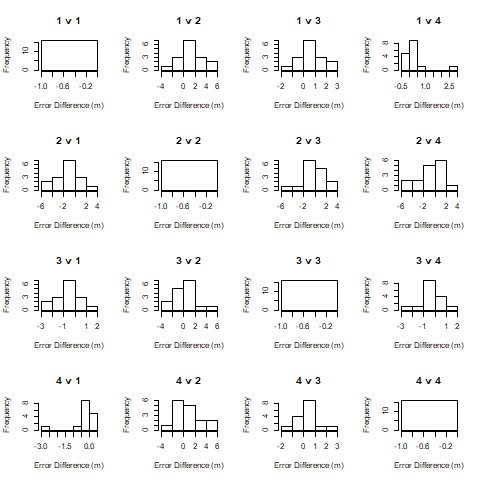 1 v 1
Frequency
0 10
-1.0 -0.6 -0.2
Error Difference (m)
1 v 2
Frequency
0 3 6
-4 0 2 4 6
Error Difference (m)
1 v 3
Frequency
0 3 6
-2 0 1 2 3
Error Difference (m)
1 v 4
Frequency
0 4 8
-0.5 1.0 2.5
Error Difference (m)
2 v 1
Frequency
0 3 6
-6 -2 2 4
Error Difference (m)
2 v 2
Frequency
0 10
-1.0 -0.6 -0.2
Error Difference (m)
2 v 3
Frequency
0 3 6
-6 -2 2 4
Error Difference (m)
2 v 4
Frequency
0 3 6
-6 -2 2 4
Error Difference (m)
3 v 1
Frequency
0 3 6
-3 -1 1 2
Error Difference (m)
3 v 2
Frequency
0 3 6
-4 0 2 4 6
Error Difference (m)
3 v 3
Frequency
0 10
-1.0 -0.6 -0.2
Error Difference (m)
3 v 4
Frequency
0 4 8
-3 -1 1 2
Error Difference (m)
4 v 1
Frequency
0 4 8
-3.0 -1.5 0.0
Error Difference (m)
4 v 2
Frequency
0 3 6
-4 0 2 4 6
Error Difference (m)
4 v 3
Frequency
0 4 8
-2 0 1 2 3
Error Difference (m)
4 v 4
Frequency
0 10
-1.0 -0.6 -0.2
Error Difference (m)